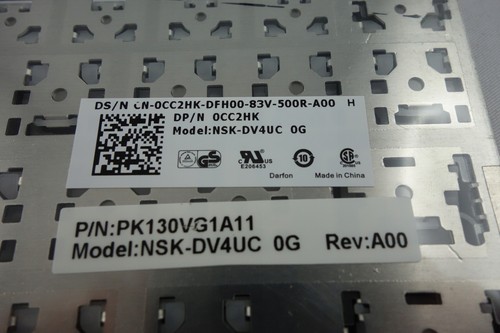 DS/N CN-0CC2HK-DFH00-83V-500R-A00 H
DP/N 0CC2HK
Model:NSK-DV4UC 0G
E206453
10
Darfon
Made in China
P/N:PK130VG1A11
Model:NSK-DV4UC 0G Rev:A00